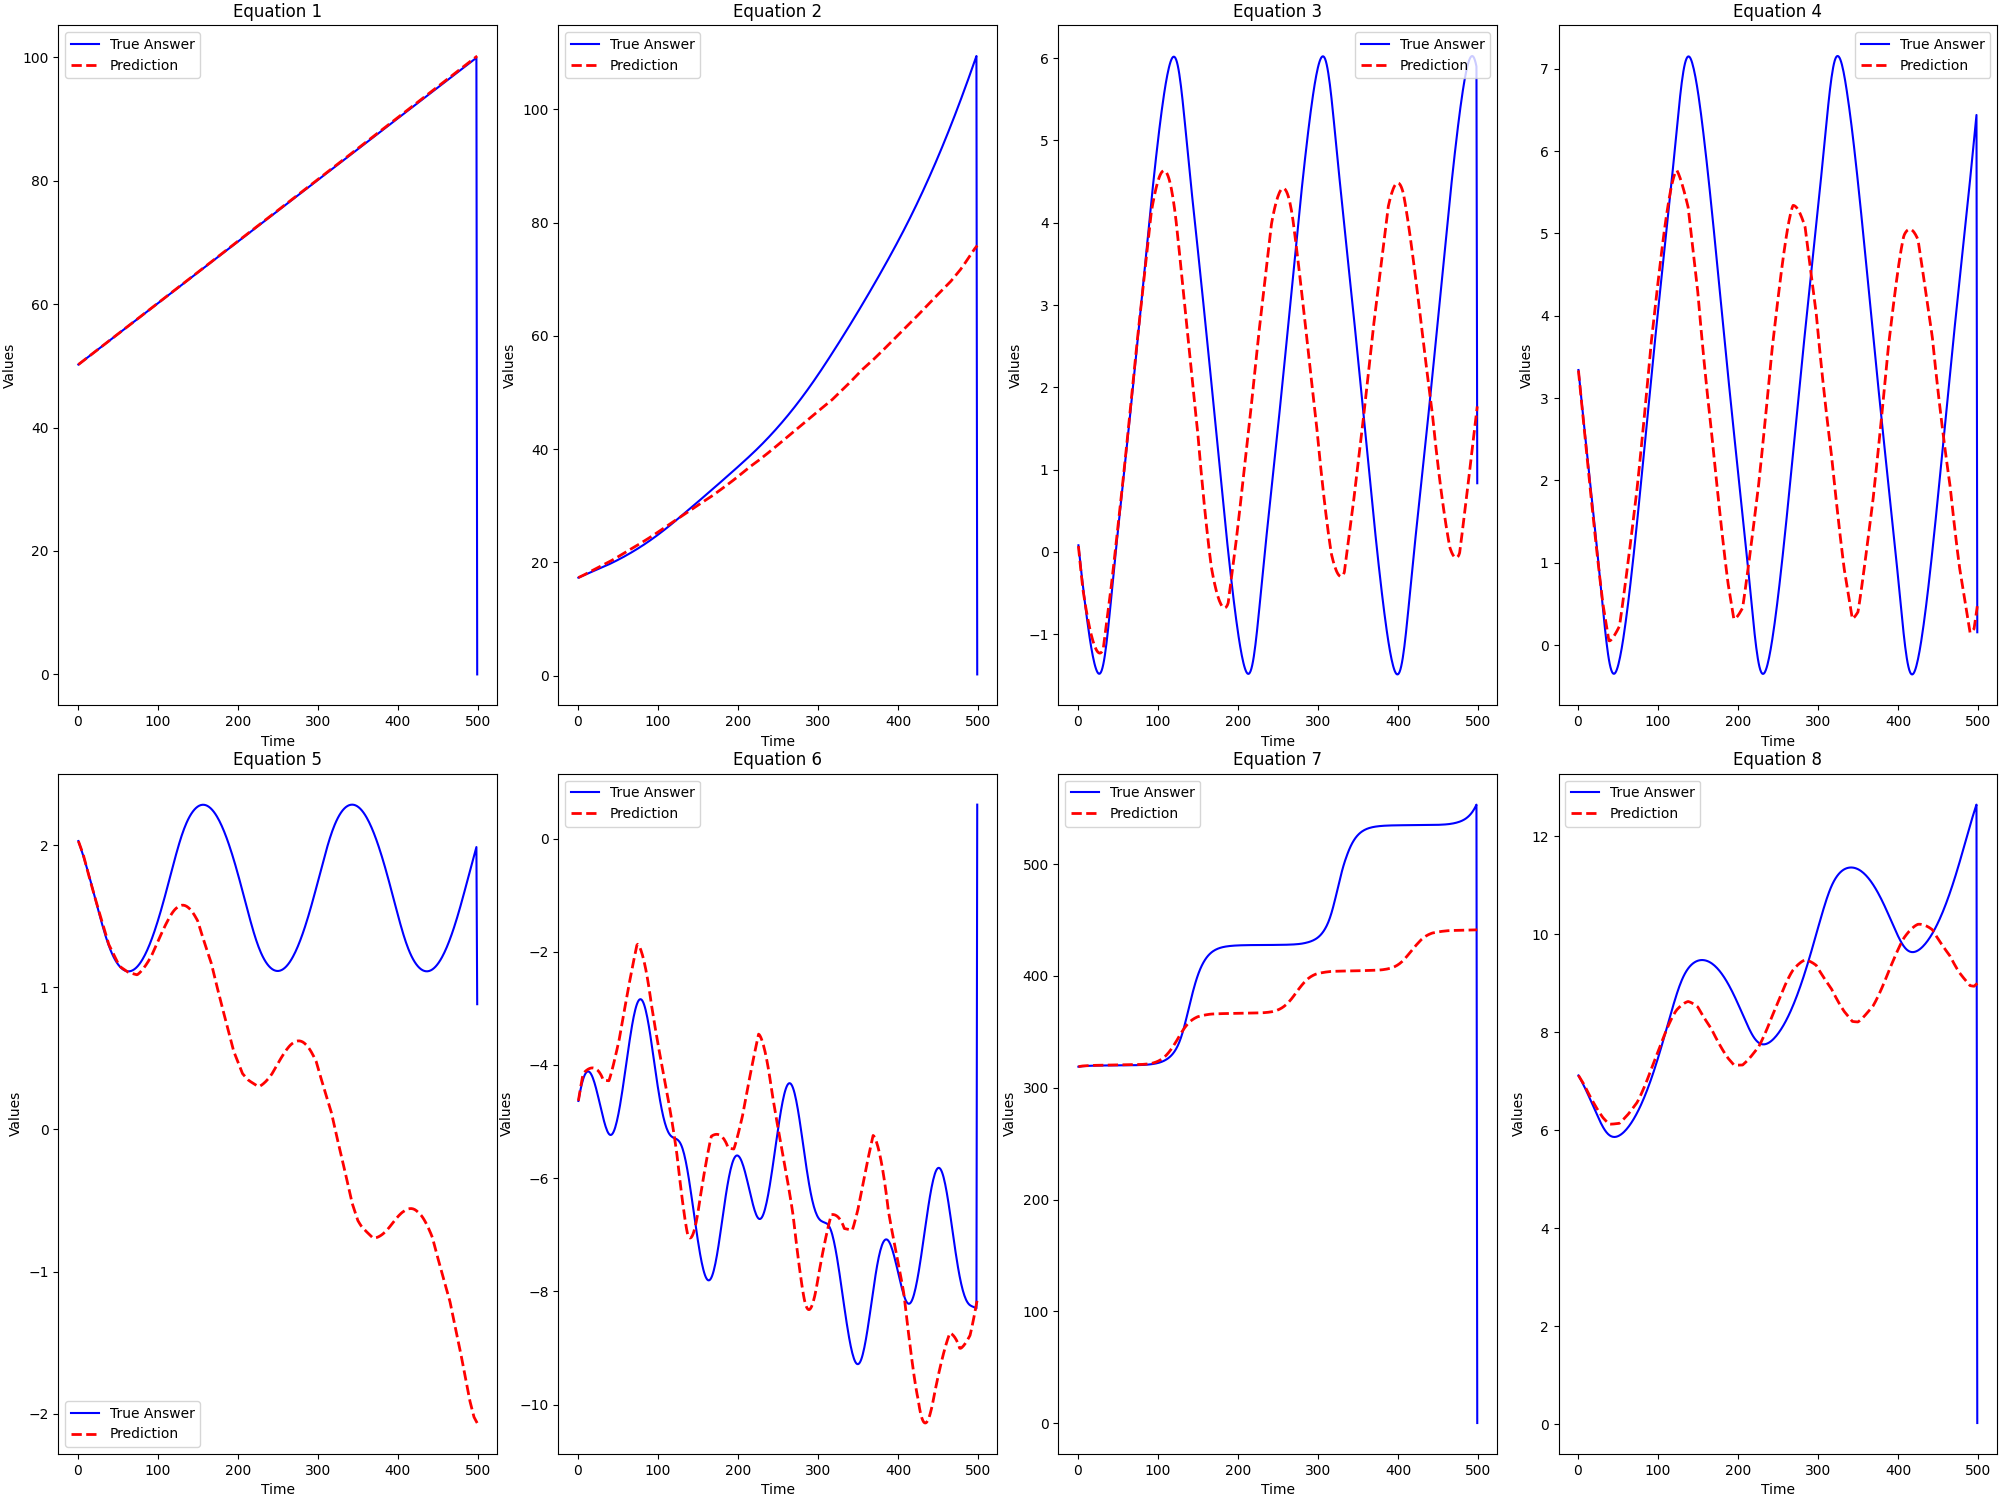 Equation 1
True Answer
Prediction
100
80
60
40
20
0
Values
0 100 200 300 400 500
Time
Equation 2
True Answer
Prediction
100
80
60
40
20
0
Values
0 100 200 300 400 500
Time
Equation 3
True Answer
Prediction
6
5
4
3
2
1
0
−1
Values
0 100 200 300 400 500
Time
Equation 4
True Answer
Prediction
7
6
5
4
3
2
1
0
Values
0 100 200 300 400 500
Time
Equation 5
2
1
0
−1
−2
Values
True Answer
Prediction
0 100 200 300 400 500
Time
Equation 6
True Answer
Prediction
0
−2
−4
−6
−8
−10
Values
0 100 200 300 400 500
Time
Equation 7
True Answer
Prediction
500
400
300
200
100
0
Values
0 100 200 300 400 500
Time
Equation 8
True Answer
Prediction
12
10
8
6
4
2
0
Values
0 100 200 300 400 500
Time